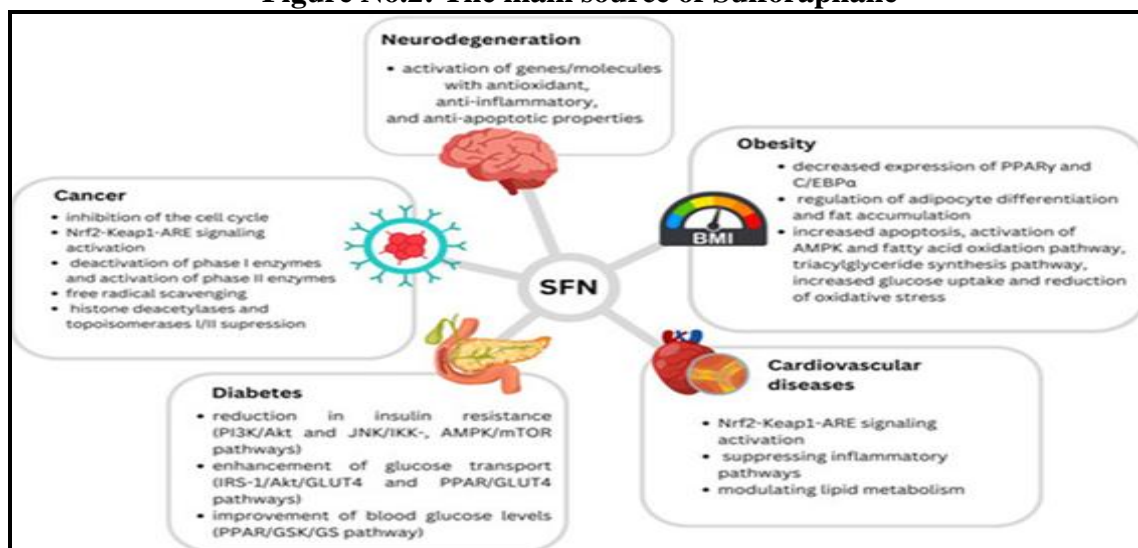 Figure No.2: The main source of Sulforaphane
Neurodegeneration
• activation of genes/molecules
with antioxidant,
anti-inflammatory,
and anti-apoptotic properties
Obesity
• decreased expression of PPARγ and
C/EBPα
• regulation of adipocyte differentiation
and fat accumulation
• increased apoptosis, activation of
AMPK and fatty acid oxidation pathway,
triacylglyceride synthesis pathway,
increased glucose uptake and reduction
of oxidative stress
BMI
Cancer
• inhibition of the cell cycle
• Nrf2-Keap1-ARE signaling
activation
• deactivation of phase I enzymes
and activation of phase II enzymes
• free radical scavenging
• histone deacetylases and
topoisomerases I/II supression
SFN
Diabetes
• reduction in insulin resistance
(PI3K/Akt and JNK/IKK-, AMPK/mTOR
pathways)
• enhancement of glucose transport
(IRS-1/Akt/GLUT4 and PPAR/GLUT4
pathways)
• improvement of blood glucose levels
(PPAR/GSK/GS pathway)
Cardiovascular
diseases
• Nrf2-Keap1-ARE signaling
activation
• suppressing inflammatory
pathways
• modulating lipid metabolism